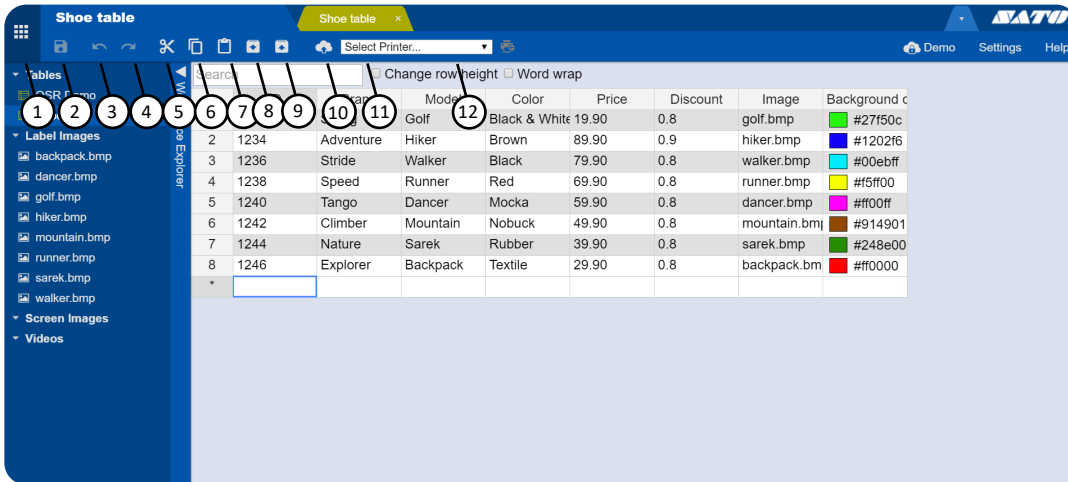 Shoe table
Shoe table ×
SATO
Select Printer...
Demo Settings Help
Tables
Search Change row height Word wrap
Demo
Model Color Price Discount Image Background c
1 2 3 4 5 6 7 8 9 10 11 12
Golf Black & White 19.90 0.8 golf.bmp #27f50c
Label Images
2 1234 Adventure Hiker Brown 89.90 0.9 hiker.bmp #1202f6
backpack.bmp
3 1236 Stride Walker Black 79.90 0.8 walker.bmp #00ebff
dancer.bmp
4 1238 Speed Runner Red 69.90 0.8 runner.bmp #f5ff00
golf.bmp
5 1240 Tango Dancer Mocka 59.90 0.8 dancer.bmp #ff00ff
hiker.bmp
6 1242 Climber Mountain Nobuck 49.90 0.8 mountain.bmp #914901
mountain.bmp
7 1244 Nature Sarek Rubber 39.90 0.8 sarek.bmp #248e00
runner.bmp
8 1246 Explorer Backpack Textile 29.90 0.8 backpack.bm #ff0000
sarek.bmp
*
walker.bmp
Screen Images
Videos
Explorer